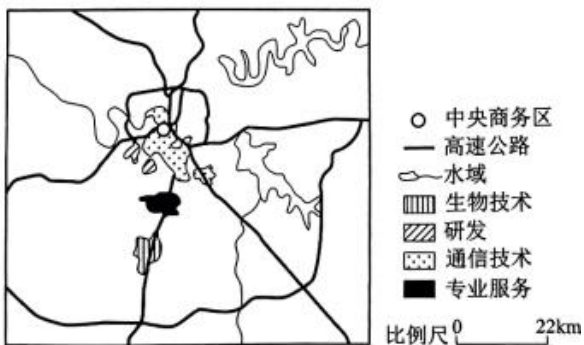 中央商务区
高速公路
水域
生物技术
研发
通信技术
专业服务
比例尺 0 22km